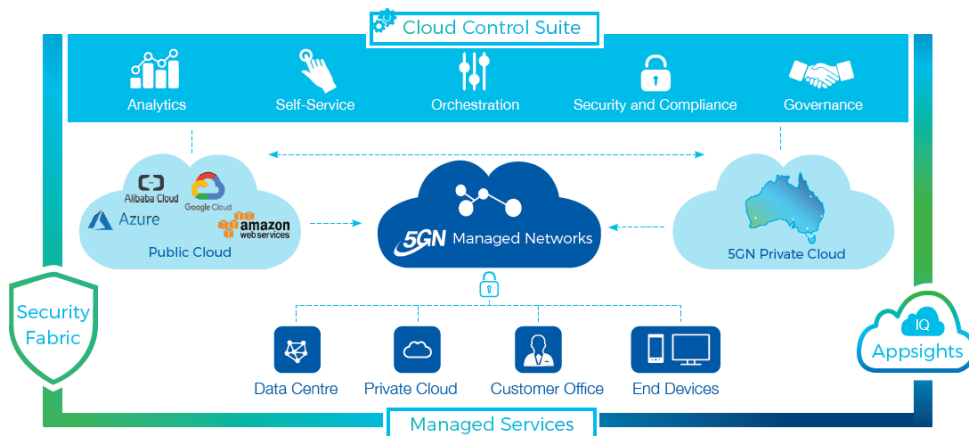 Cloud Control Suite
Analytics
Self-Service
Orchestration
Security and Compliance
Governance
Alibaba Cloud
Google Cloud
Azure
amazon
web services
Public Cloud
5GN Managed Networks
5GN Private Cloud
Security
Fabric
IQ
Appsights
Data Centre
Private Cloud
Customer Office
End Devices
Managed Services